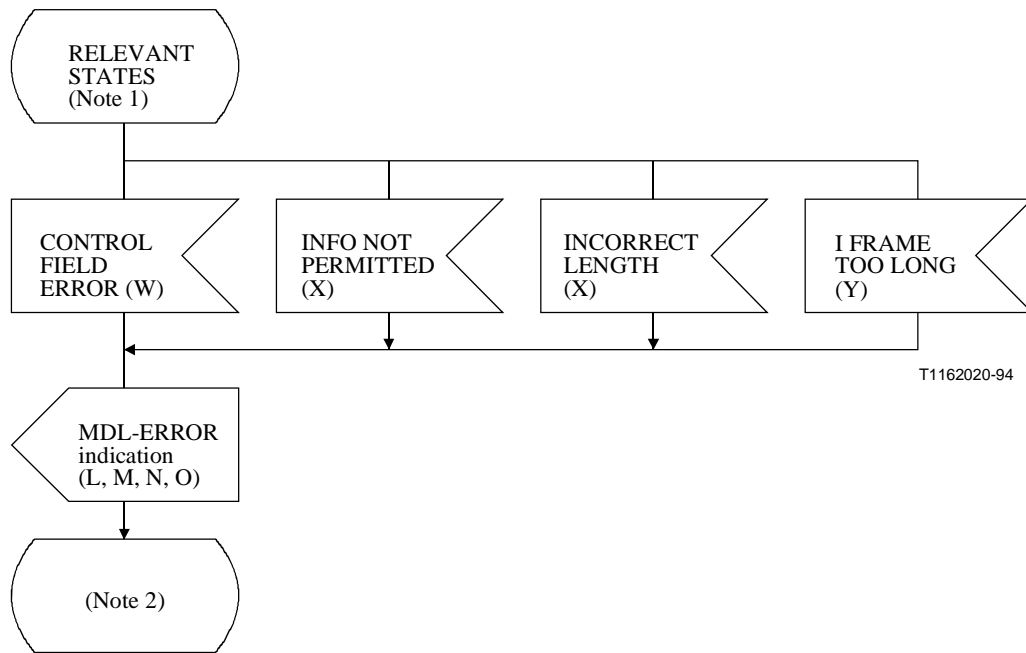 RELEVANT
STATES
(Note 1)
CONTROL
FIELD
ERROR (W)
INFO NOT
PERMITTED
(X)
INCORRECT
LENGTH
(X)
I FRAME
TOO LONG
(Y)
T1162020-94
MDL-ERROR
indication
(L, M, N, O)
(Note 2)